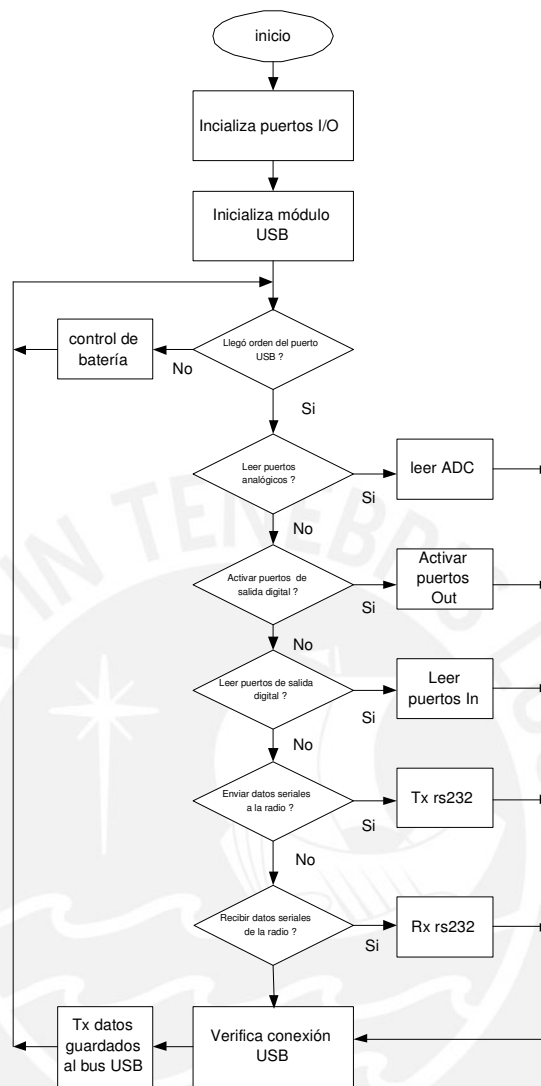 inicio
Incializa puertos I/O
Inicializa módulo
USB
Llegó orden del puerto
USB ?
control de
batería
No
Si
Leer puertos
analógicos ?
leer ADC
Si
No
Activar puertos de
salida digital ?
Activar
puertos
Out
Si
No
Leer puertos de salida
digital ?
Leer
puertos In
Si
No
Enviar datos seriales
a la radio ?
Tx rs232
Si
No
Recibir datos seriales
de la radio ?
Rx rs232
Si
Tx datos
guardados
al bus USB
Verifica conexión
USB
IN TENEBRIS